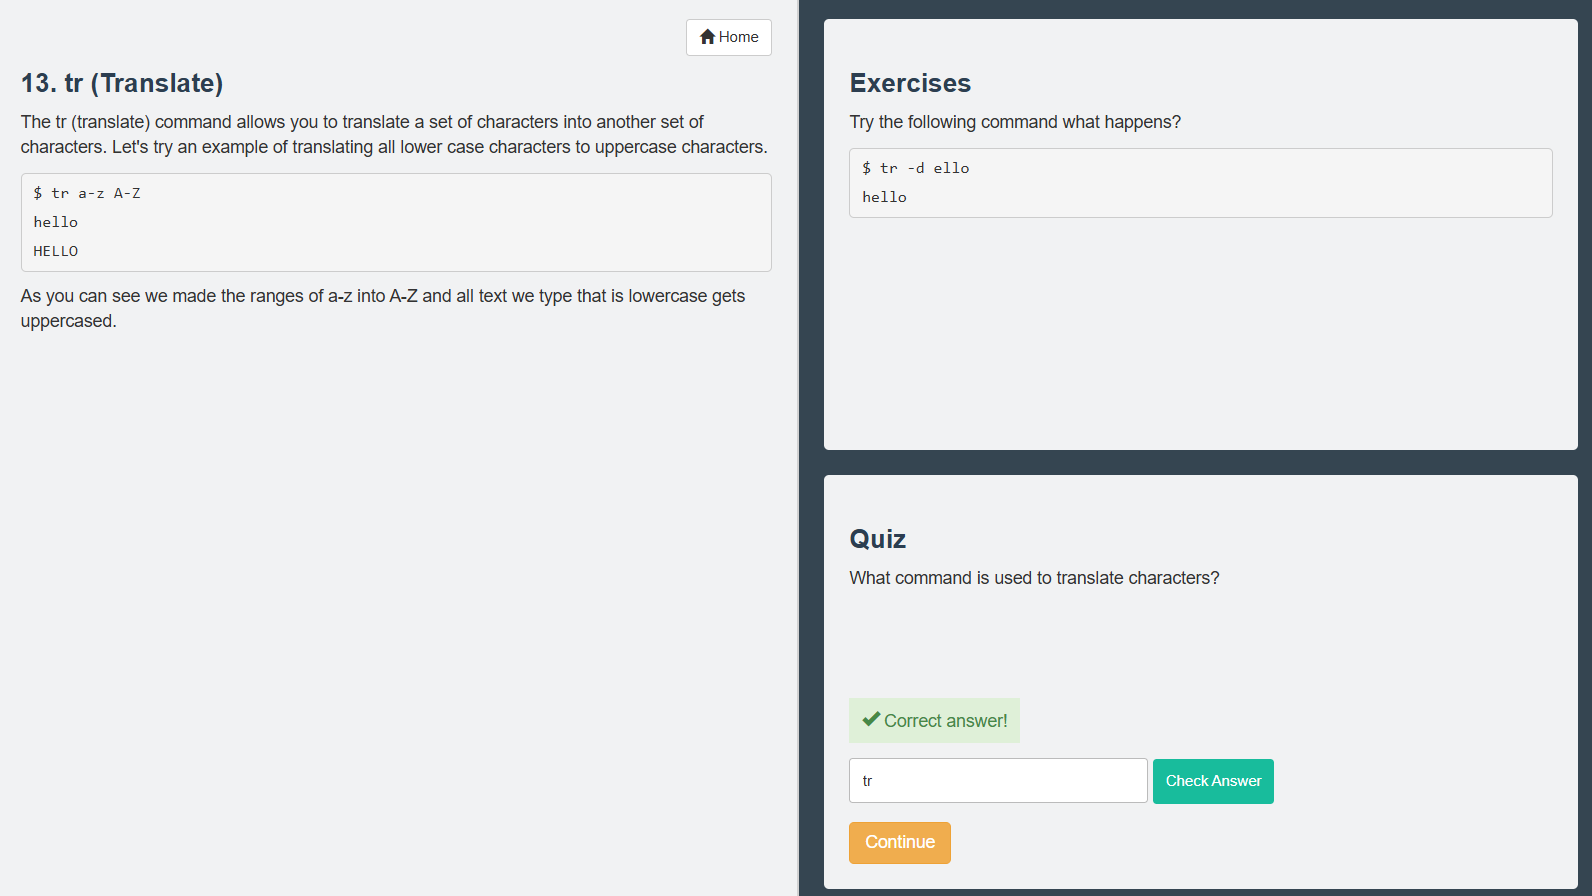 Home
13. tr (Translate)
The tr (translate) command allows you to translate a set of characters into another set of
characters. Let's try an example of translating all lower case characters to uppercase characters.
$ tr a-z A-Z
hello
HELLO
As you can see we made the ranges of a-z into A-Z and all text we type that is lowercase gets
uppercased.
Exercises
Try the following command what happens?
$ tr -d ello
hello
Quiz
What command is used to translate characters?
Correct answer!
tr
Check Answer
Continue